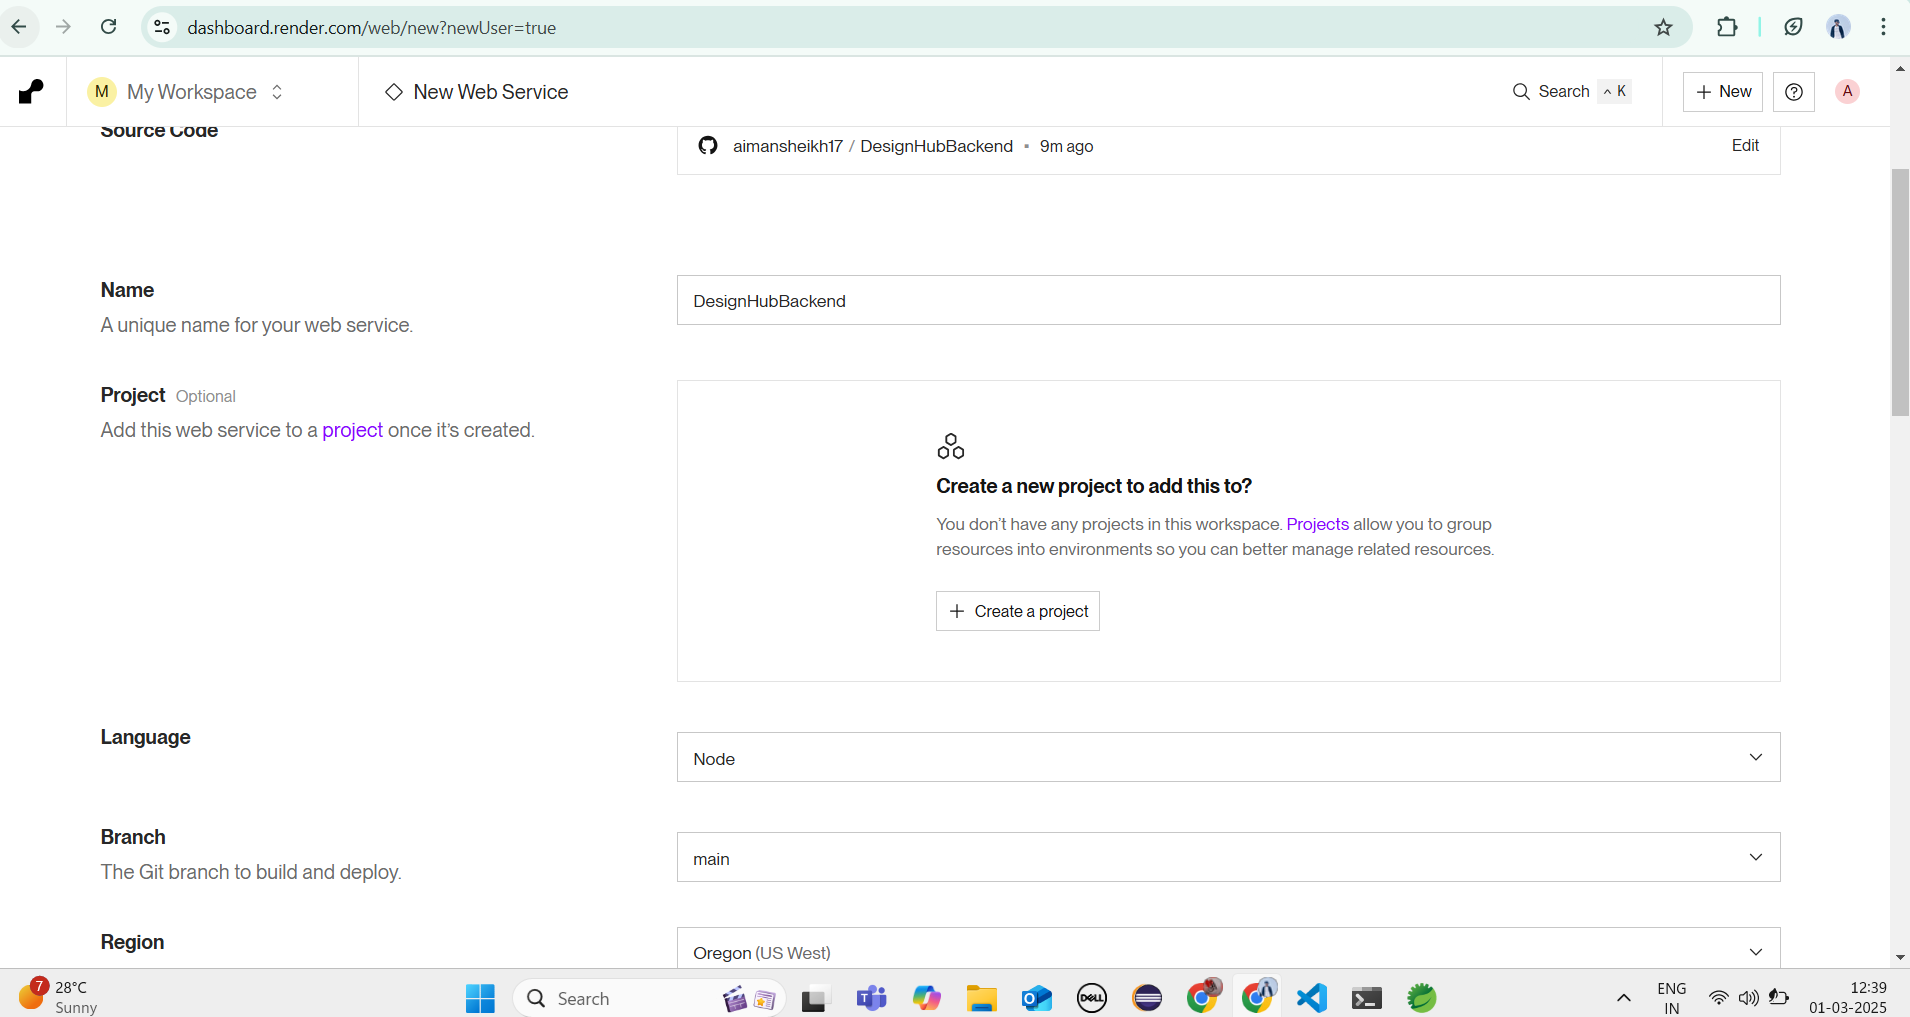 dashboard.render.com/web/new?newUser=true
M My Workspace
New Web Service
Search ^ K
+ New
A
Source Code
aimansheikh17 / DesignHubBackend • 9m ago
Edit
Name
A unique name for your web service.
DesignHubBackend
Project Optional
Add this web service to a project once it's created.
Create a new project to add this to?
You don't have any projects in this workspace. Projects allow you to group
resources into environments so you can better manage related resources.
+ Create a project
Language
Node
Branch
The Git branch to build and deploy.
main
Region
Oregon (US West)
7
28°C
Sunny
Search
DELL
ENG
IN
12:39
01-03-2025